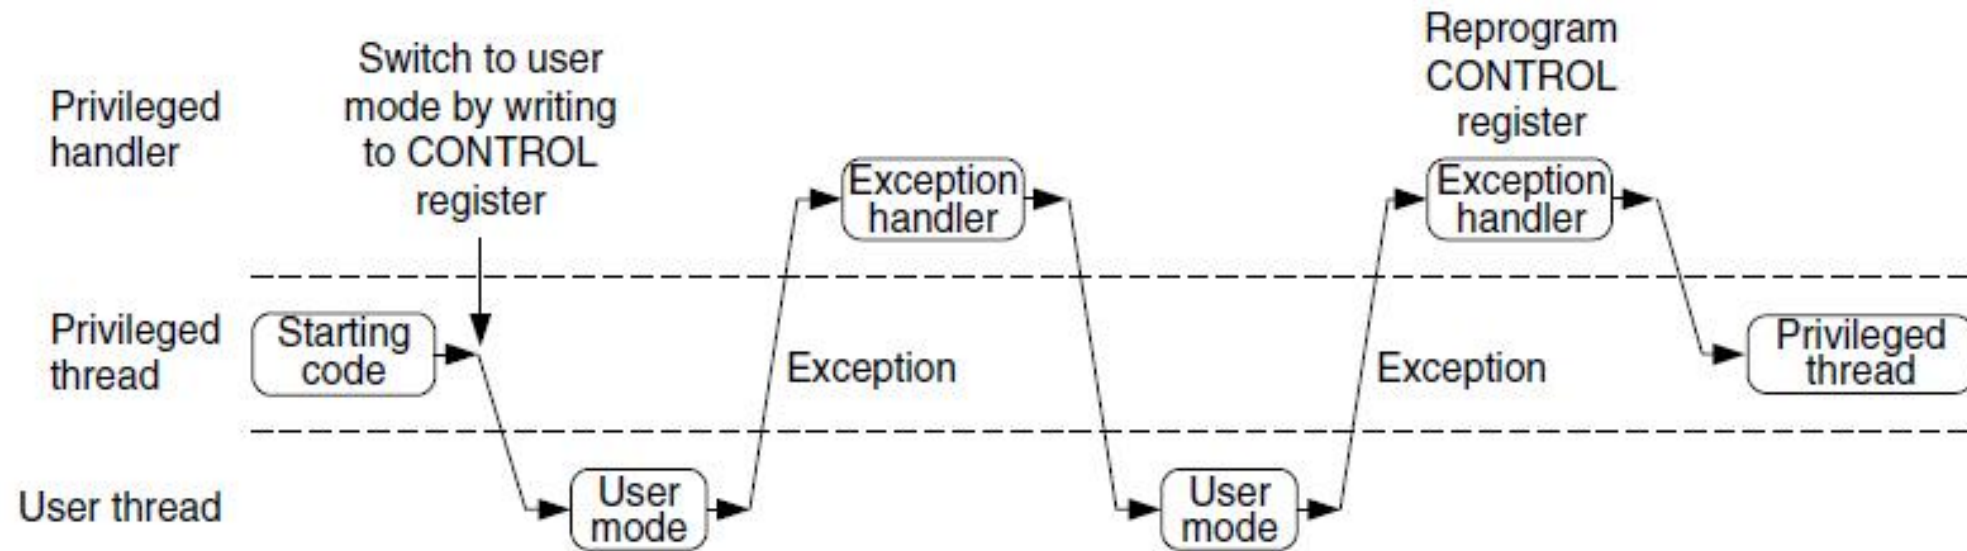 Privileged
handler
Switch to user
mode by writing
to CONTROL
register
Exception
handler
Reprogram
CONTROL
register
Exception
handler
Privileged
thread
Starting
code
Exception
Exception
Privileged
thread
User thread
User
mode
User
mode